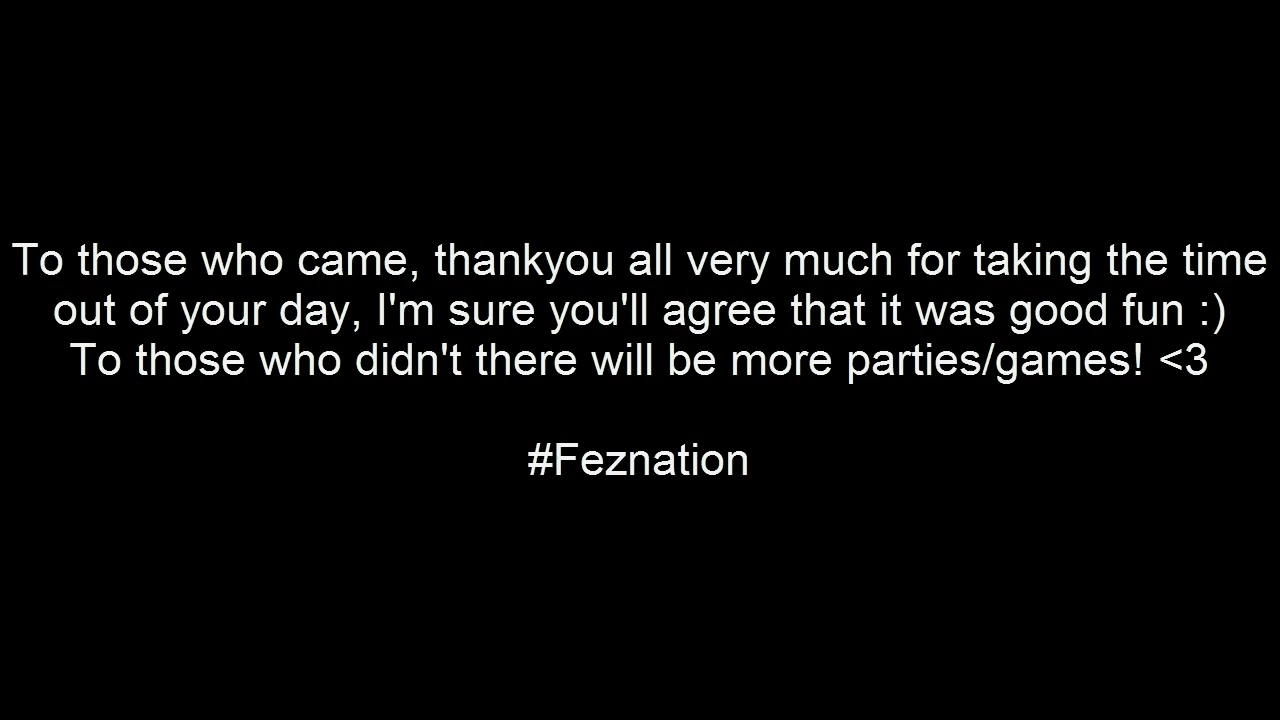 To those who came, thankyou all very much for taking the time
out of your day, I'm sure you'll agree that it was good fun :)
To those who didn't there will be more parties/games! <3
#Feznation